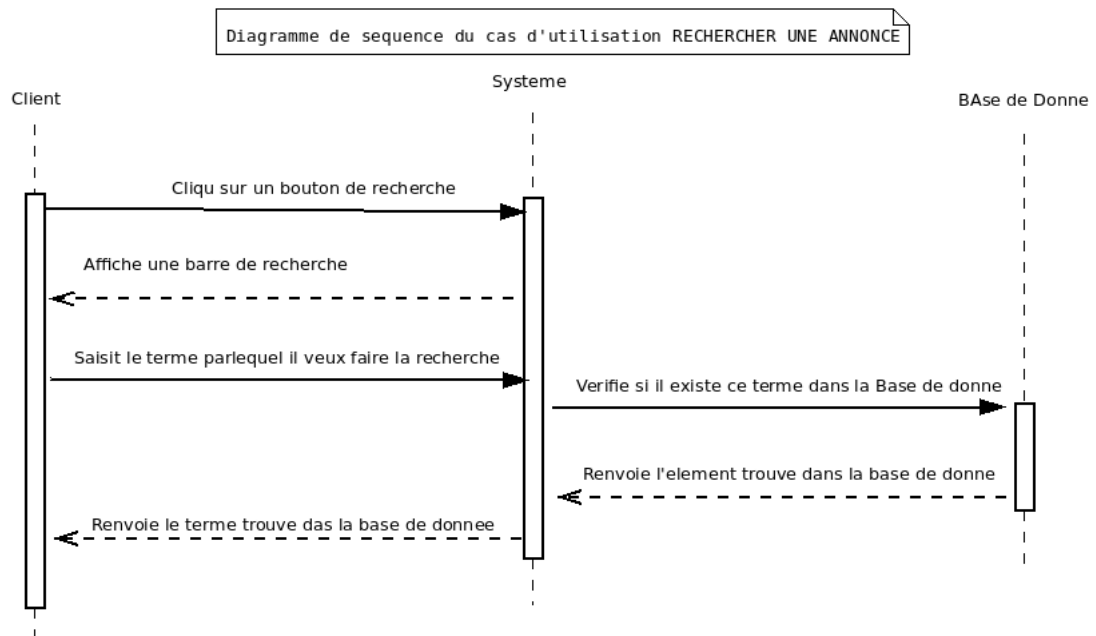 Diagramme de sequence du cas d'utilisation RECHERCHER UNE ANNONCE
Systeme
Client
BAse de Donne
Cliqu sur un bouton de recherche
Affiche une barre de recherche
Saisit le terme parlequel il veux faire la recherche
Verifie si il existe ce terme dans la Base de donne
Renvoie l'element trouve dans la base de donne
Renvoie le terme trouve das la base de donnee